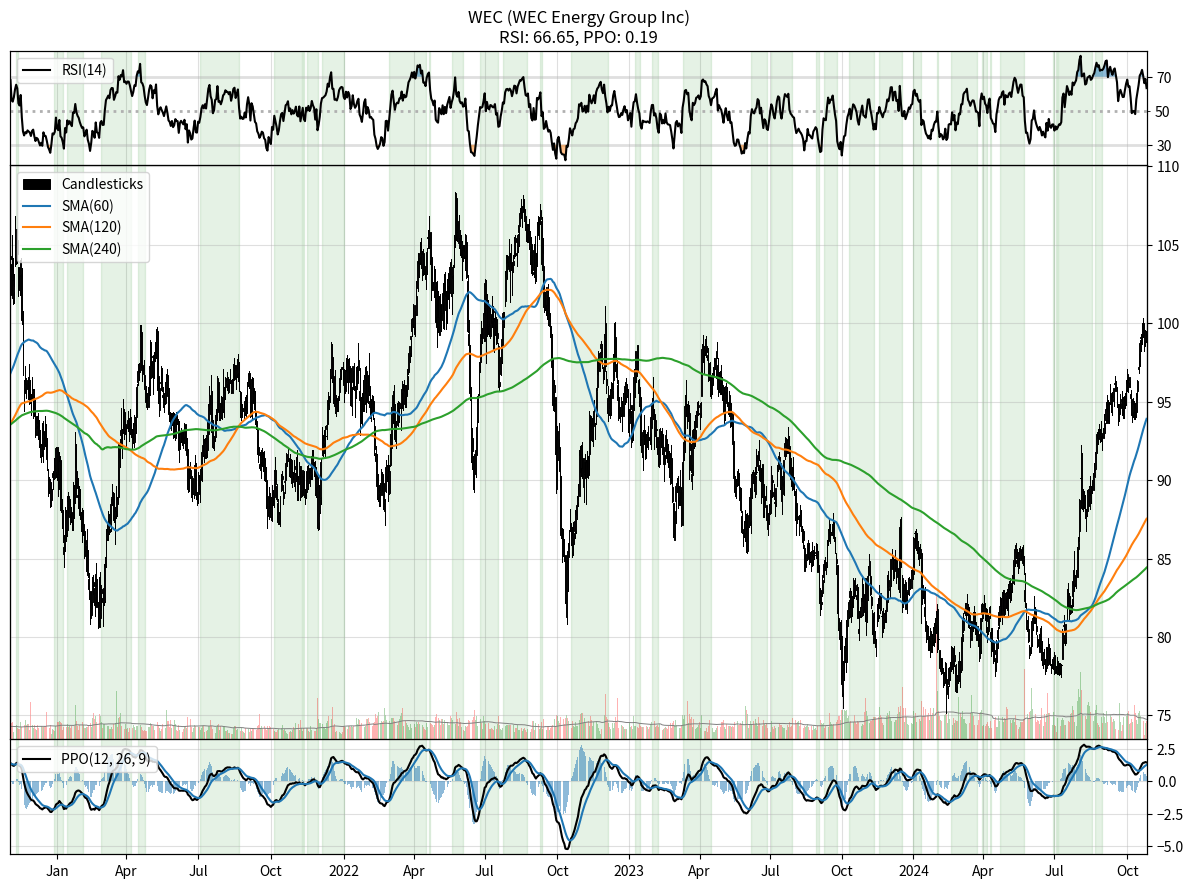 WEC (WEC Energy Group Inc)
RSI: 66.65, PPO: 0.19
RSI(14)
70
50
30
Candlesticks
SMA(60)
SMA(120)
SMA(240)
110
105
100
95
90
85
80
75
PPO(12, 26, 9)
2.5
0.0
-2.5
-5.0
Jan Apr Jul Oct 2022 Apr Jul Oct 2023 Apr Jul Oct 2024 Apr Jul Oct